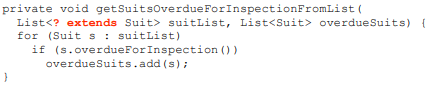 private void getSuitsOverdueForInspectionFromList(
List<? extends Suit> suitList, List<Suit> overdueSuits) {
for (Suit s : suitList)
if (s.overdueForInspection())
overdueSuits.add(s);
}